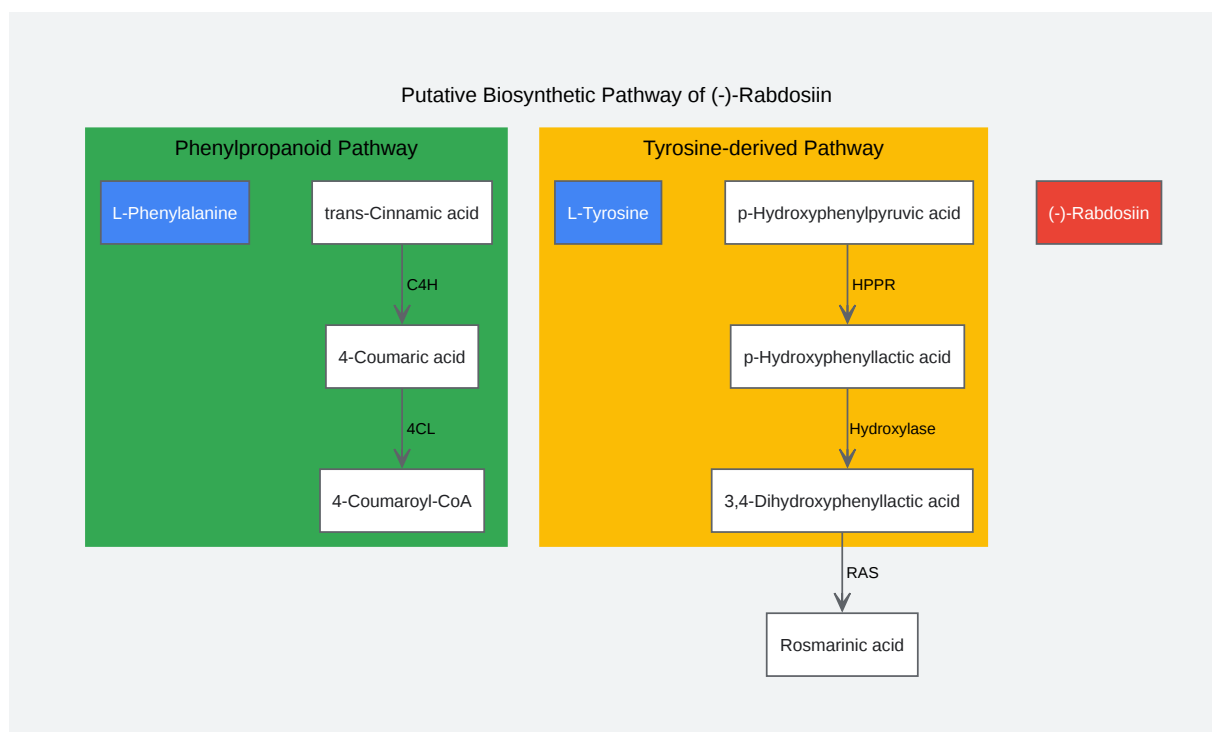 Putative Biosynthetic Pathway of (-)-Rabdosiin
Phenylpropanoid Pathway
L-Phenylalanine
trans-Cinnamic acid
C4H
4-Coumaric acid
4CL
4-Coumaroyl-CoA
Tyrosine-derived Pathway
L-Tyrosine
p-Hydroxyphenylpyruvic acid
HPPR
p-Hydroxyphenyllactic acid
Hydroxylase
3,4-Dihydroxyphenyllactic acid
RAS
Rosmarinic acid
(-)-Rabdosiin